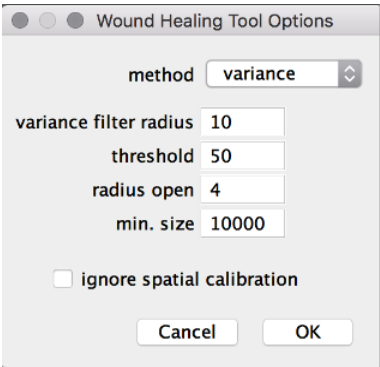 Wound Healing Tool Options
method variance
variance filter radius 10
threshold 50
radius open 4
min. size 10000
ignore spatial calibration
Cancel OK